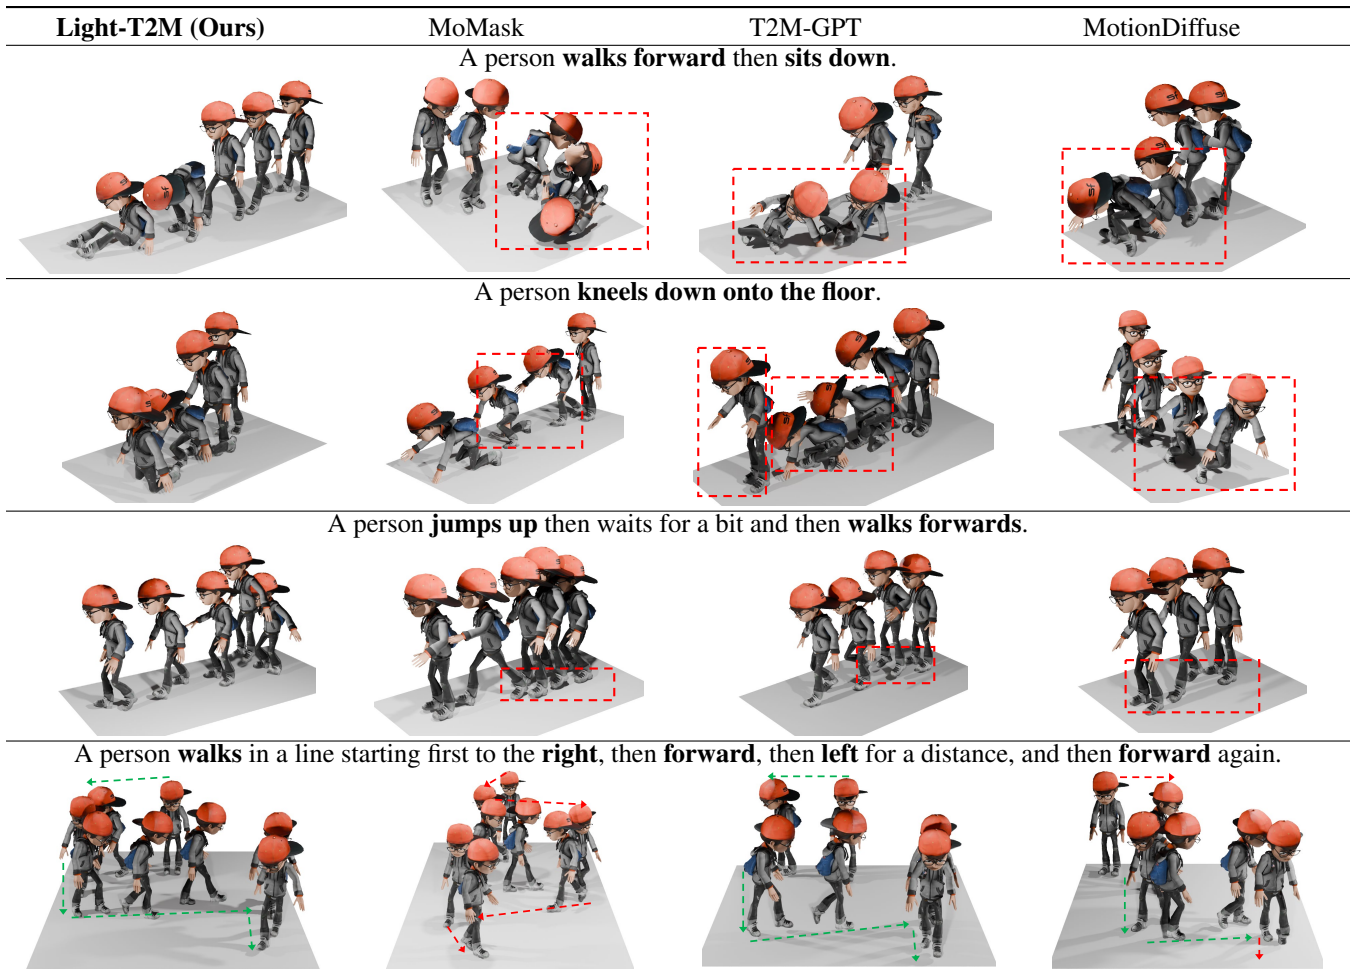 Light-T2M (Ours) MoMask T2M-GPT MotionDiffuse
A person walks forward then sits down.
A person kneels down onto the floor.
A person jumps up then waits for a bit and then walks forwards.
A person walks in a line starting first to the right, then forward, then left for a distance, and then forward again.